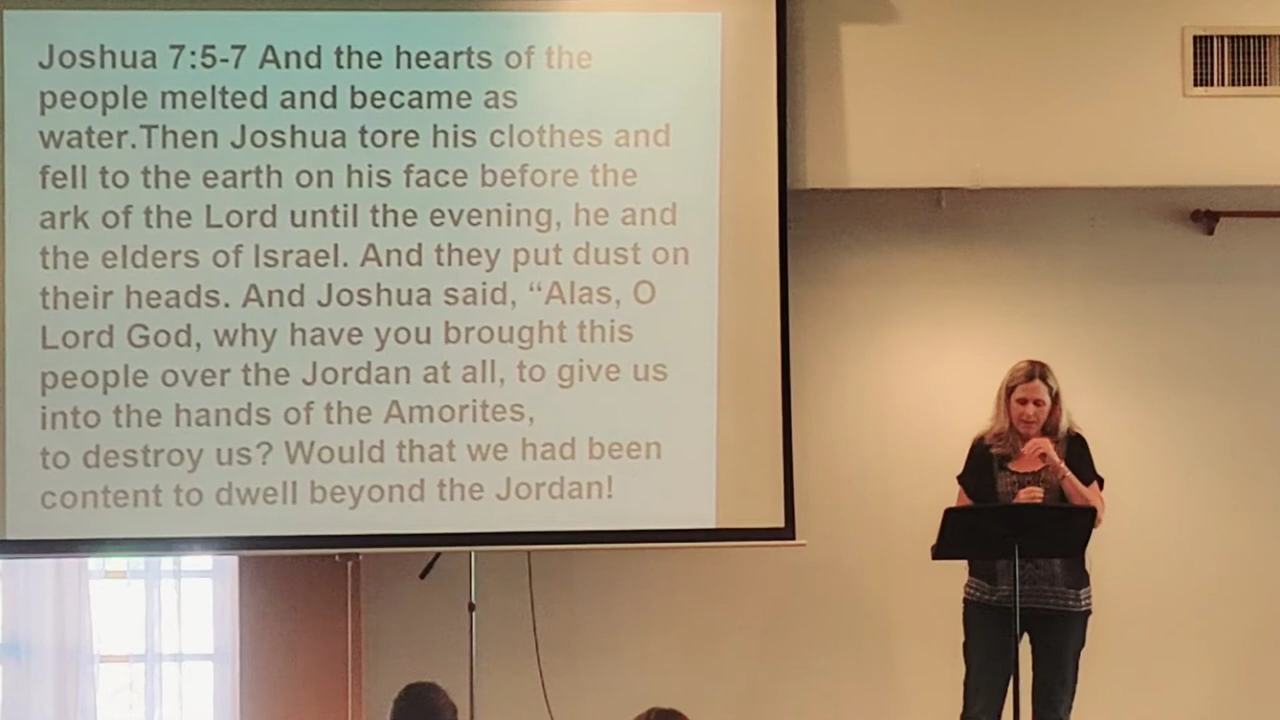 Joshua 7:5-7 And the hearts of the
people melted and became as
water.Then Joshua tore his clothes and
fell to the earth on his face before the
ark of the Lord until the evening, he and
the elders of Israel. And they put dust on
their heads. And Joshua said, “Alas, O
Lord God, why have you brought this
people over the Jordan at all, to give us
into the hands of the Amorites,
to destroy us? Would that we had been
content to dwell beyond the Jordan!